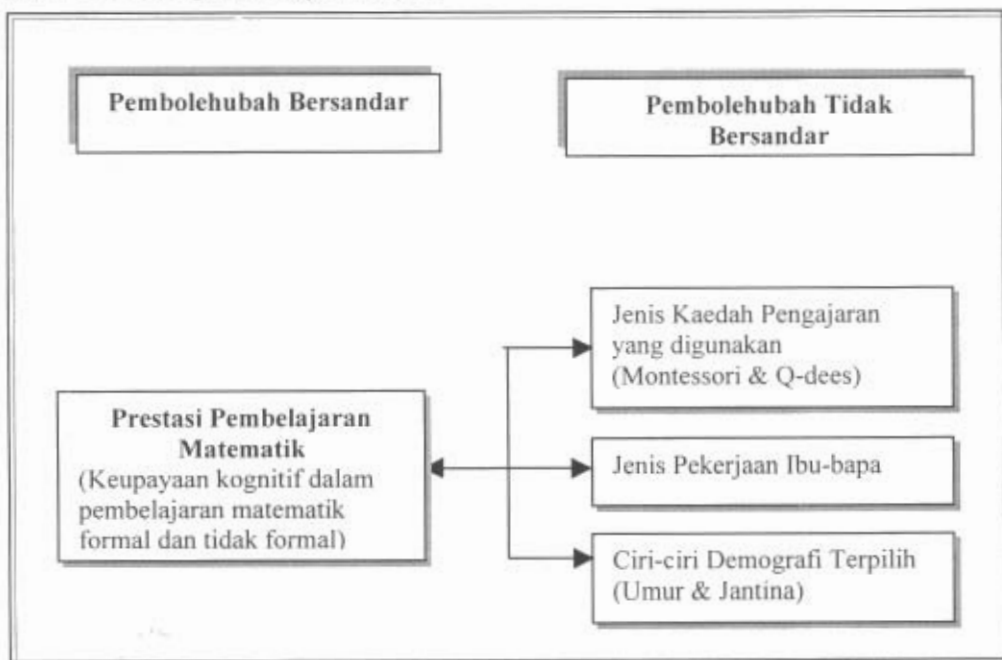 Pembolehubah Bersandar
Pembolehubah Tidak
Bersandar
Jenis Kaedah Pengajaran
yang digunakan
(Montessori & Q-dees)
Prestasi Pembelajaran
Matematik
(Keupayaan kognitif dalam
pembelajaran matematik
formal dan tidak formal)
Jenis Pekerjaan Ibu-bapa
Ciri-ciri Demografi Terpilih
(Umur & Jantina)